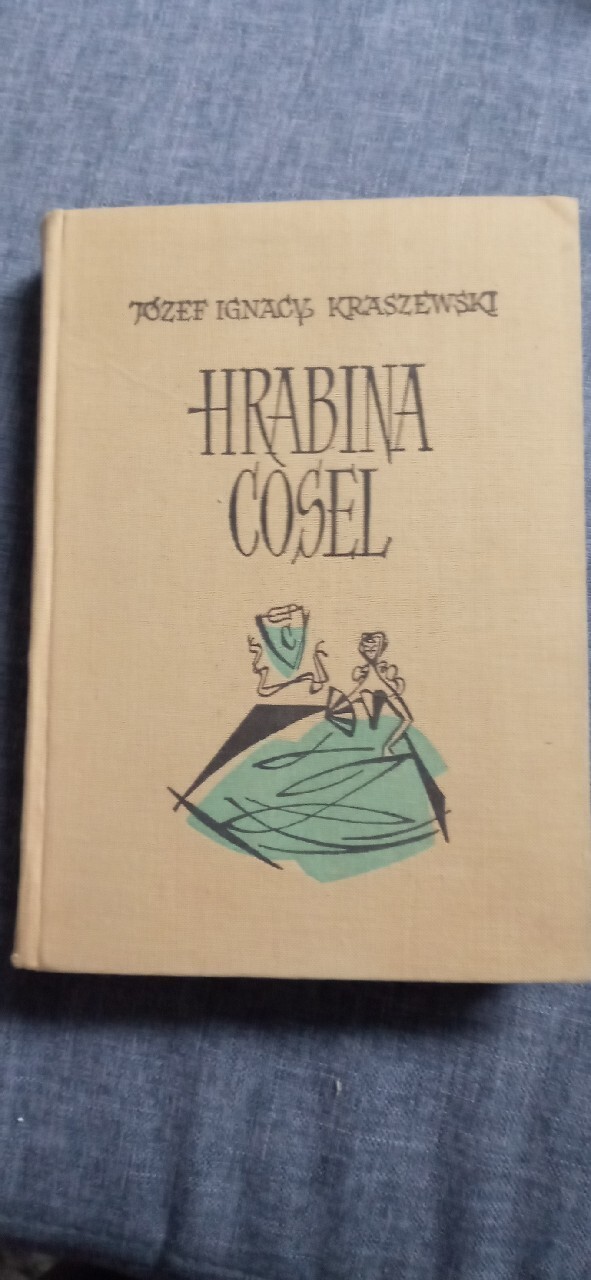 JÓZEF IGNACY KRASZEWSKI
HRABINA
COSEL
C